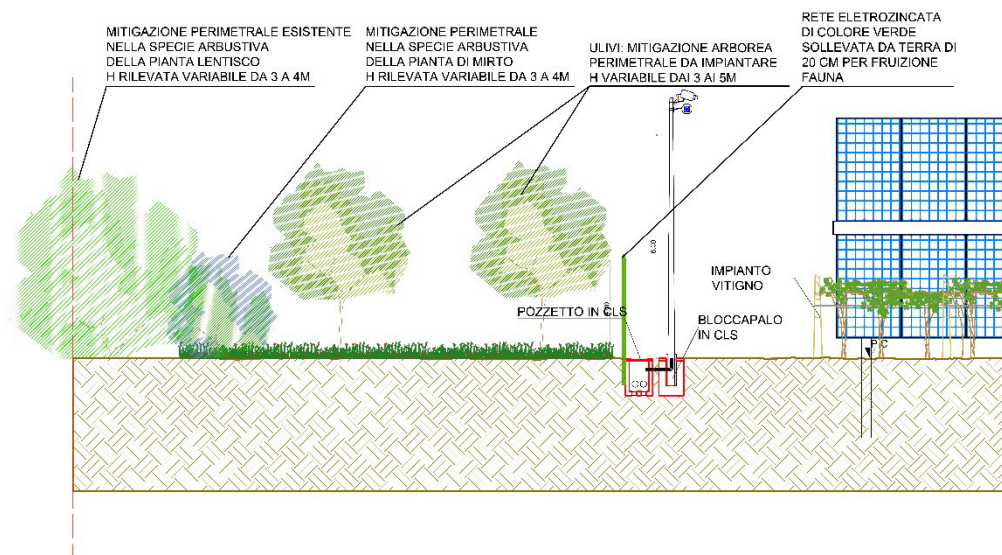 MITIGAZIONE PERIMETRALE ESISTENTE
NELLA SPECIE ARBUSTIVA
DELLA PIANTA LENTISCO
H RILEVATA VARIABILE DA 3 A 4M
MITIGAZIONE PERIMETRALE
NELLA SPECIE ARBUSTIVA
DELLA PIANTA DI MIRTO
H RILEVATA VARIABILE DA 3 A 4M
ULIVI: MITIGAZIONE ARBOREA
PERIMETRALE DA IMPIANTARE
H VARIABILE DAI 3 AI 5M
RETE ELETROZINCATA
DI COLORE VERDE
SOLLEVATA DA TERRA DI
20 CM PER FRUIZIONE
FAUNA
6.00
IMPIANTO
VITIGNO
POZZETTO IN CLS
BLOCCAPALO
IN CLS
P.C